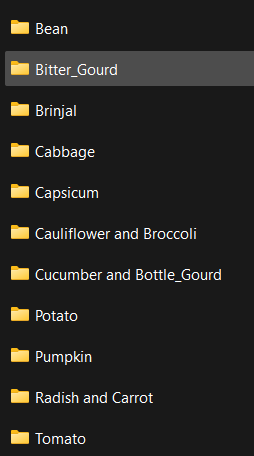 Bean
Bitter_Gourd
Brinjal
Cabbage
Capsicum
Cauliflower and Broccoli
Cucumber and Bottle_Gourd
Potato
Pumpkin
Radish and Carrot
Tomato